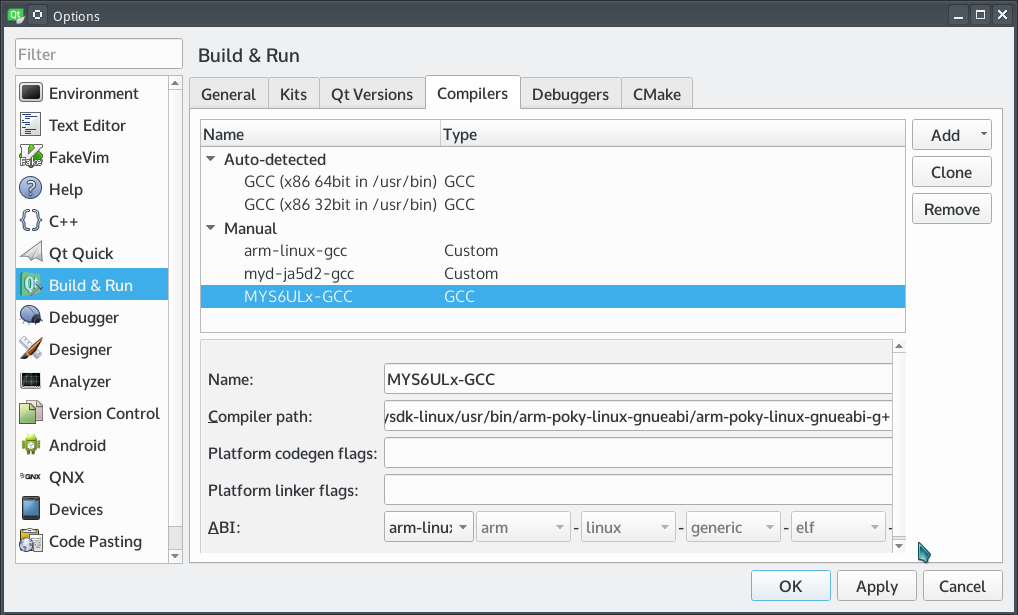 Options
Filter
Environment
Text Editor
FakeVim
Help
C++
Qt Quick
Build & Run
Debugger
Designer
Analyzer
Version Control
Android
QNX
Devices
Code Pasting
Build & Run
General Kits Qt Versions Compilers Debuggers CMake
Name Type
Auto-detected
GCC (x86 64bit in /usr/bin) GCC
GCC (x86 32bit in /usr/bin) GCC
Manual
arm-linux-gcc Custom
myd-ja5d2-gcc Custom
MYS6ULx-GCC GCC
Add
Clone
Remove
Name: MYS6ULx-GCC
Compiler path: ysdk-linux/usr/bin/arm-poky-linux-gnueabi/arm-poky-linux-gnueabi-g+
Platform codegen flags:
Platform linker flags:
ABI: arm-linux arm - linux - generic - elf -
OK Apply Cancel